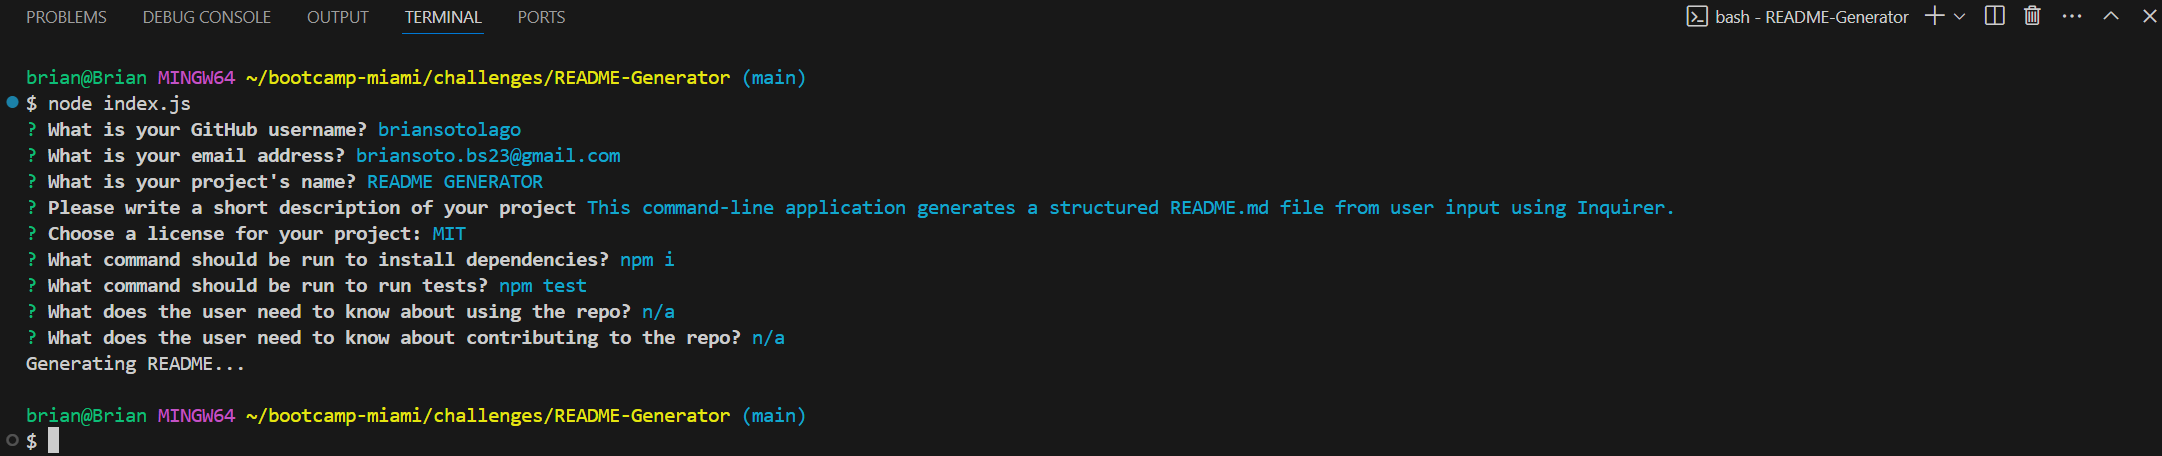 PROBLEMS DEBUG CONSOLE OUTPUT TERMINAL PORTS bash - README-Generator
brian@Brian MINGW64 ~/bootcamp-miami/challenges/README-Generator (main)
$ node index.js
? What is your GitHub username? briansotolago
? What is your email address? briansoto.bs23@gmail.com
? What is your project's name? README GENERATOR
? Please write a short description of your project This command-line application generates a structured README.md file from user input using Inquirer.
? Choose a license for your project: MIT
? What command should be run to install dependencies? npm i
? What command should be run to run tests? npm test
? What does the user need to know about using the repo? n/a
? What does the user need to know about contributing to the repo? n/a
Generating README...
brian@Brian MINGW64 ~/bootcamp-miami/challenges/README-Generator (main)
$